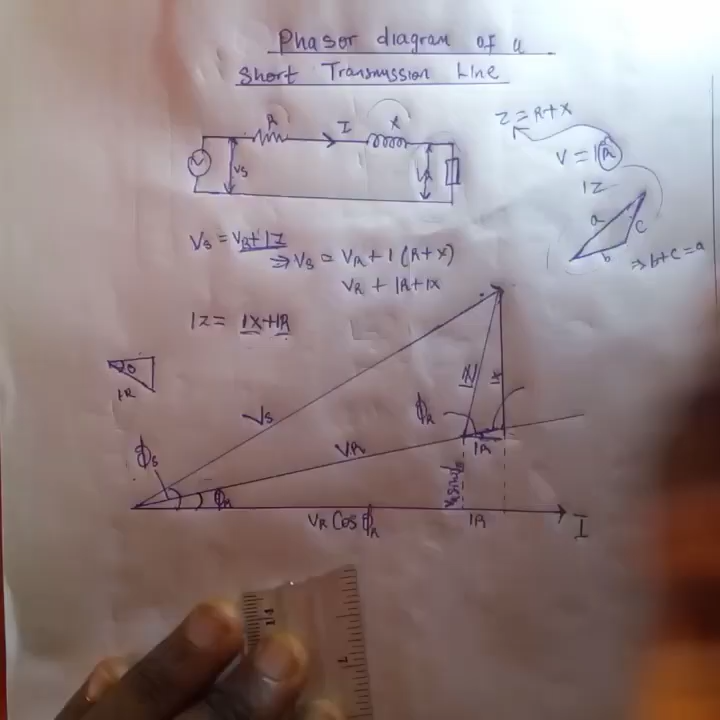 Phasor diagram of a
Short Transmission Line
R I X
Vs VR
Z = R + X
V = IR
IZ
a c b
⇒ b + c = a
Vs = VR + IZ
⇒ Vs = VR + I (R + X)
VR + IR + IX
IZ = IX + IR
θ
IR
Vs
IZ IX
ϕR
VR IR
ϕs
ϕR
VR Cos ϕR IR I